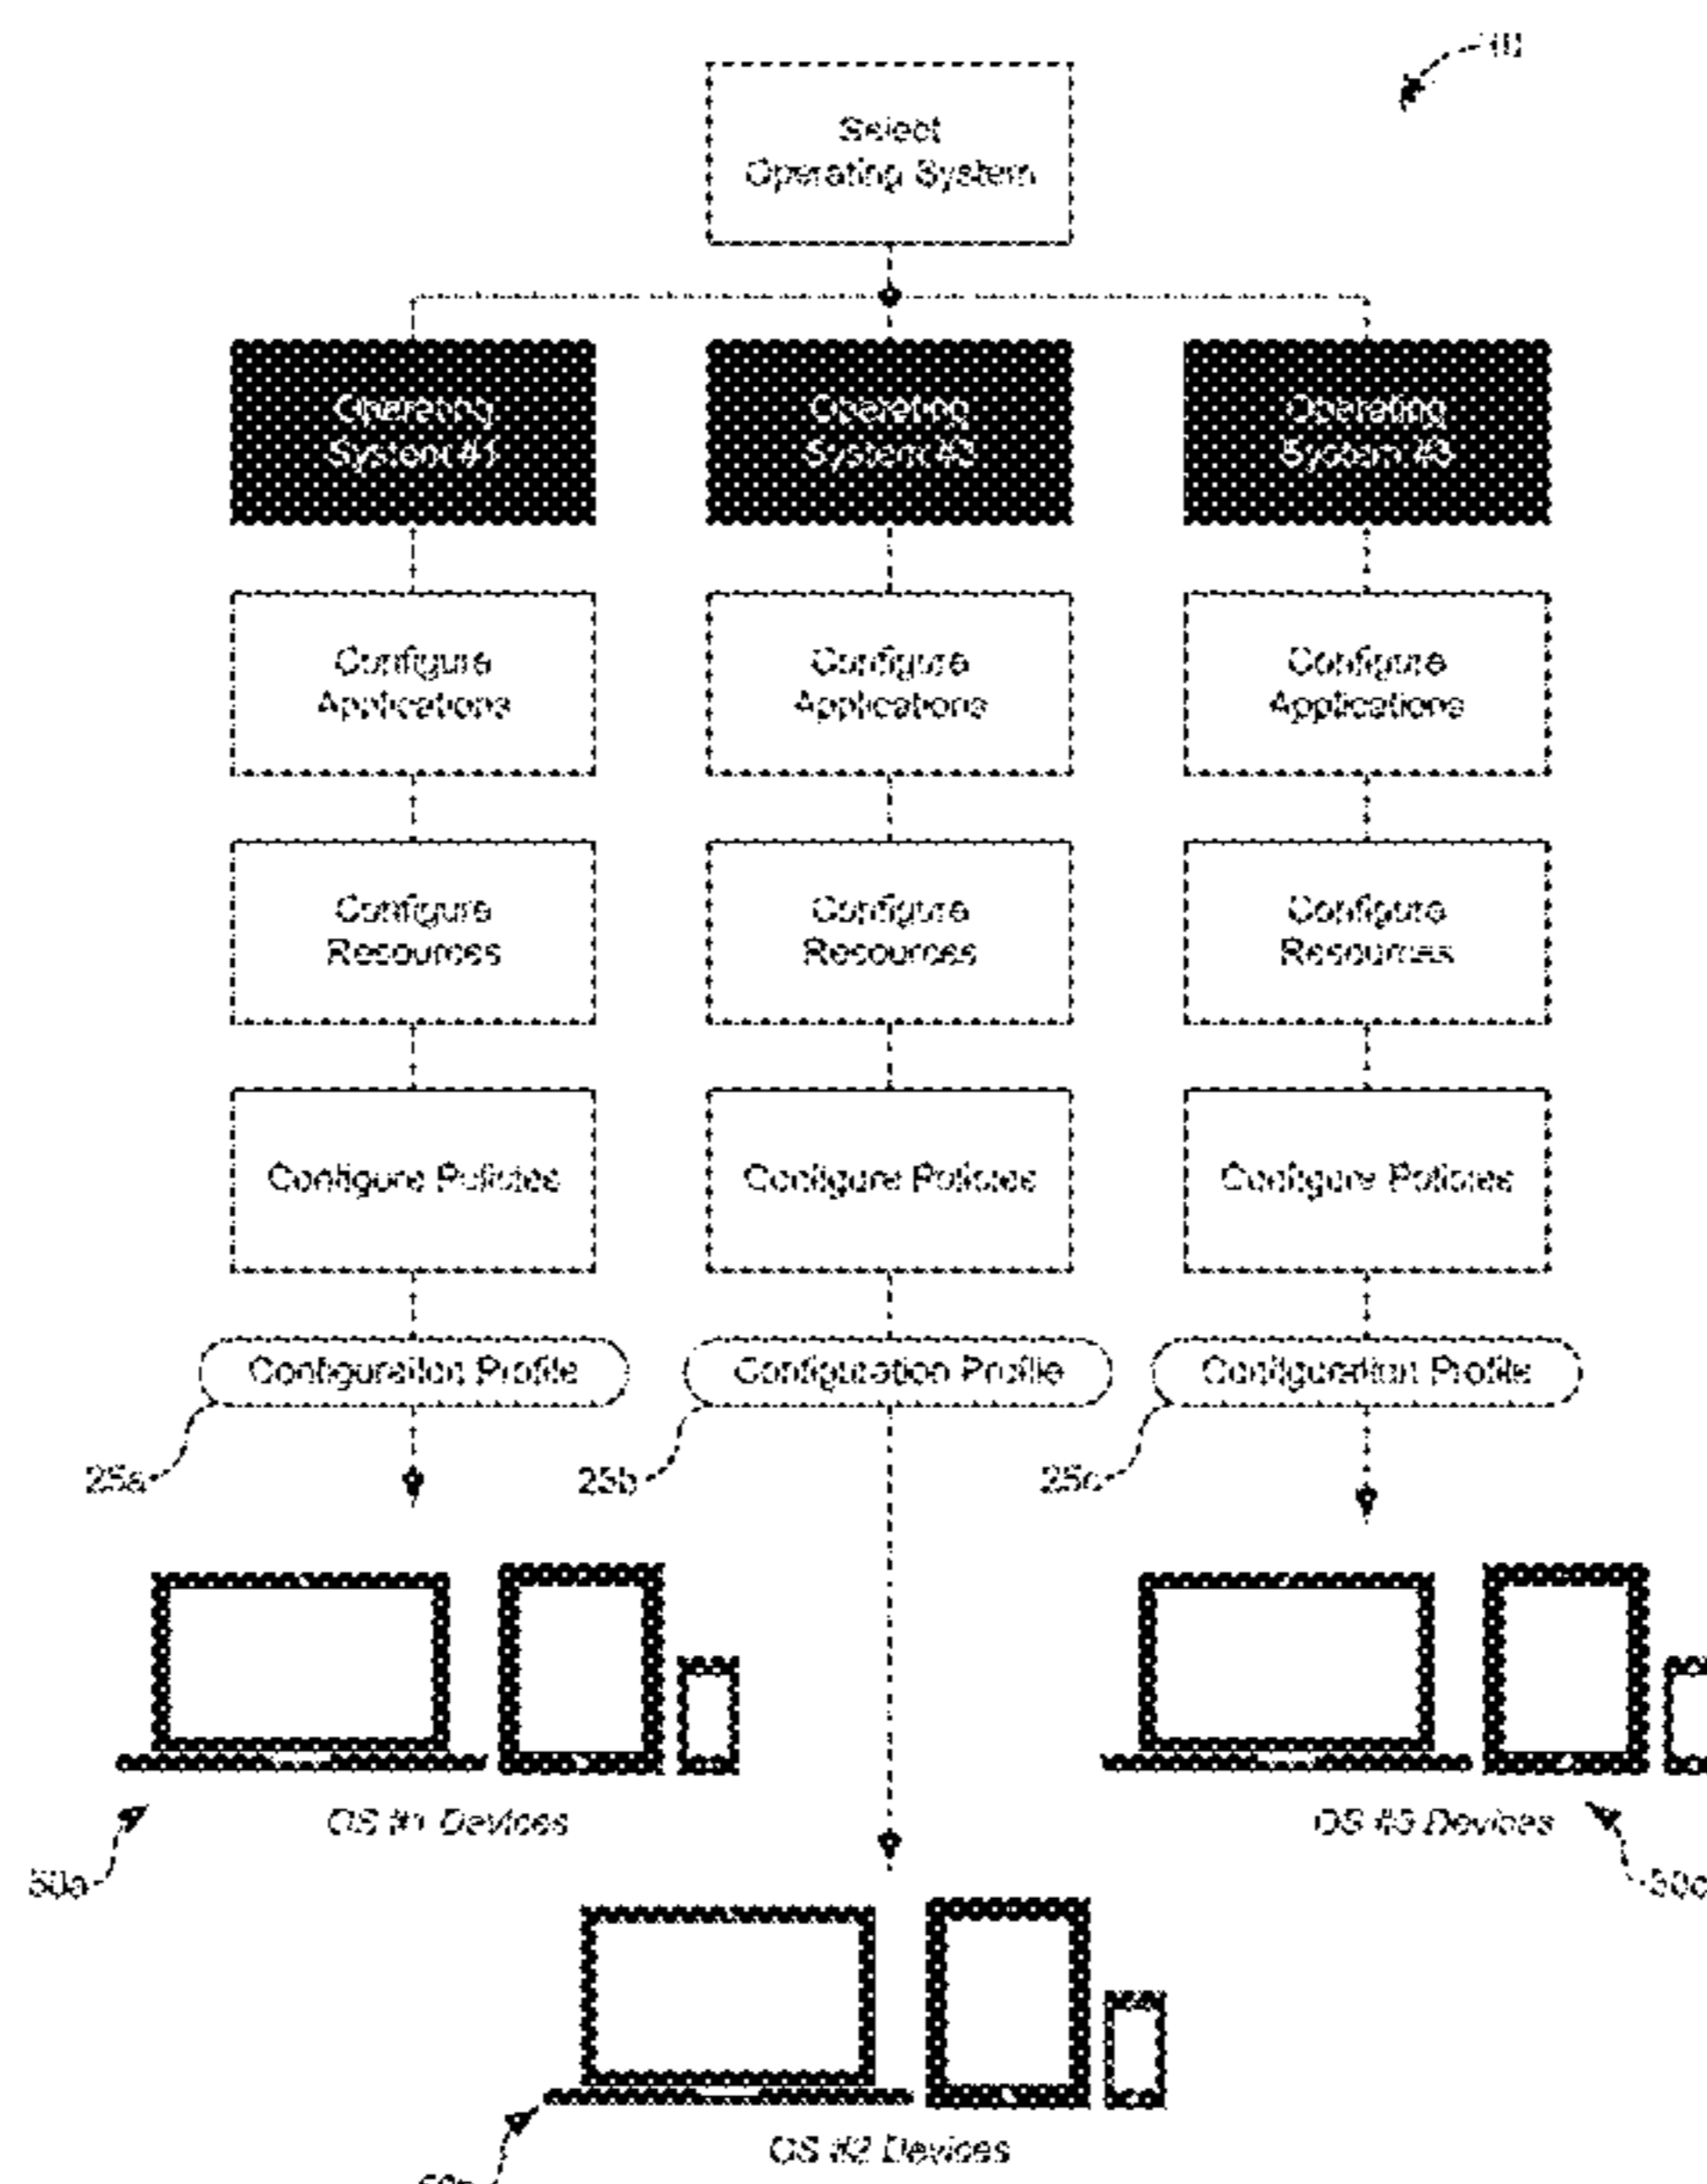 10
Select
Operating System
Operating
System #1
Operating
System #2
Operating
System #3
Configure
Applications
Configure
Applications
Configure
Applications
Configure
Resources
Configure
Resources
Configure
Resources
Configure Policies
Configure Policies
Configure Policies
Configuration Profile
Configuration Profile
Configuration Profile
25a
25b
25c
OS #1 Devices
OS #3 Devices
50a
50c
OS #2 Devices